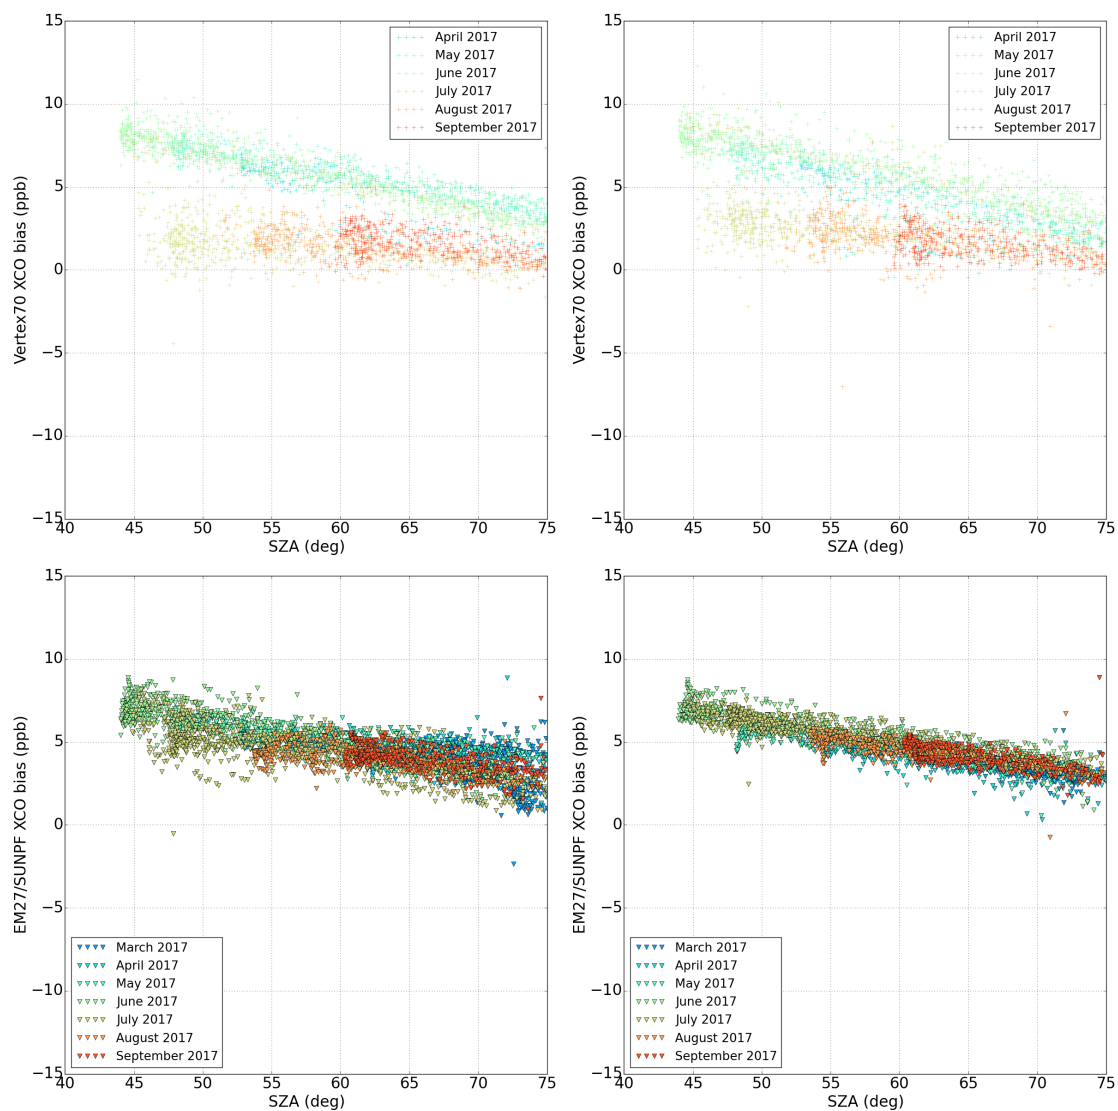 15
10
5
0
−5
−10
−15
40
45
50
55
60
65
70
75
SZA (deg)
Vertex70 XCO bias (ppb)
April 2017
May 2017
June 2017
July 2017
August 2017
September 2017
15
10
5
0
−5
−10
−15
40
45
50
55
60
65
70
75
SZA (deg)
Vertex70 XCO bias (ppb)
April 2017
May 2017
June 2017
July 2017
August 2017
September 2017
15
10
5
0
−5
−10
−15
40
45
50
55
60
65
70
75
SZA (deg)
EM27/SUNPF XCO bias (ppb)
March 2017
April 2017
May 2017
June 2017
July 2017
August 2017
September 2017
15
10
5
0
−5
−10
−15
40
45
50
55
60
65
70
75
SZA (deg)
EM27/SUNPF XCO bias (ppb)
March 2017
April 2017
May 2017
June 2017
July 2017
August 2017
September 2017